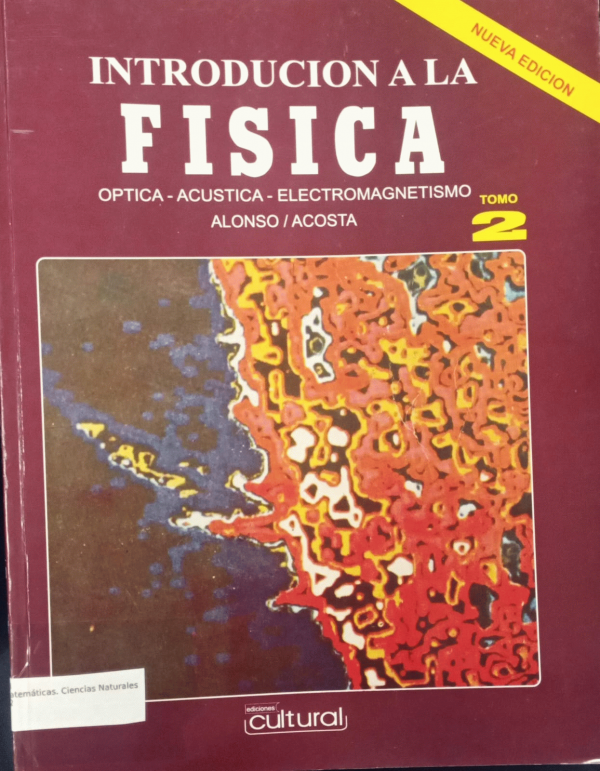 NUEVA EDICION
INTRODUCION A LA
FISICA
OPTICA - ACUSTICA - ELECTROMAGNETISMO
ALONSO / ACOSTA
TOMO
2
temáticas. Ciencias Naturales
ediciones
cultural